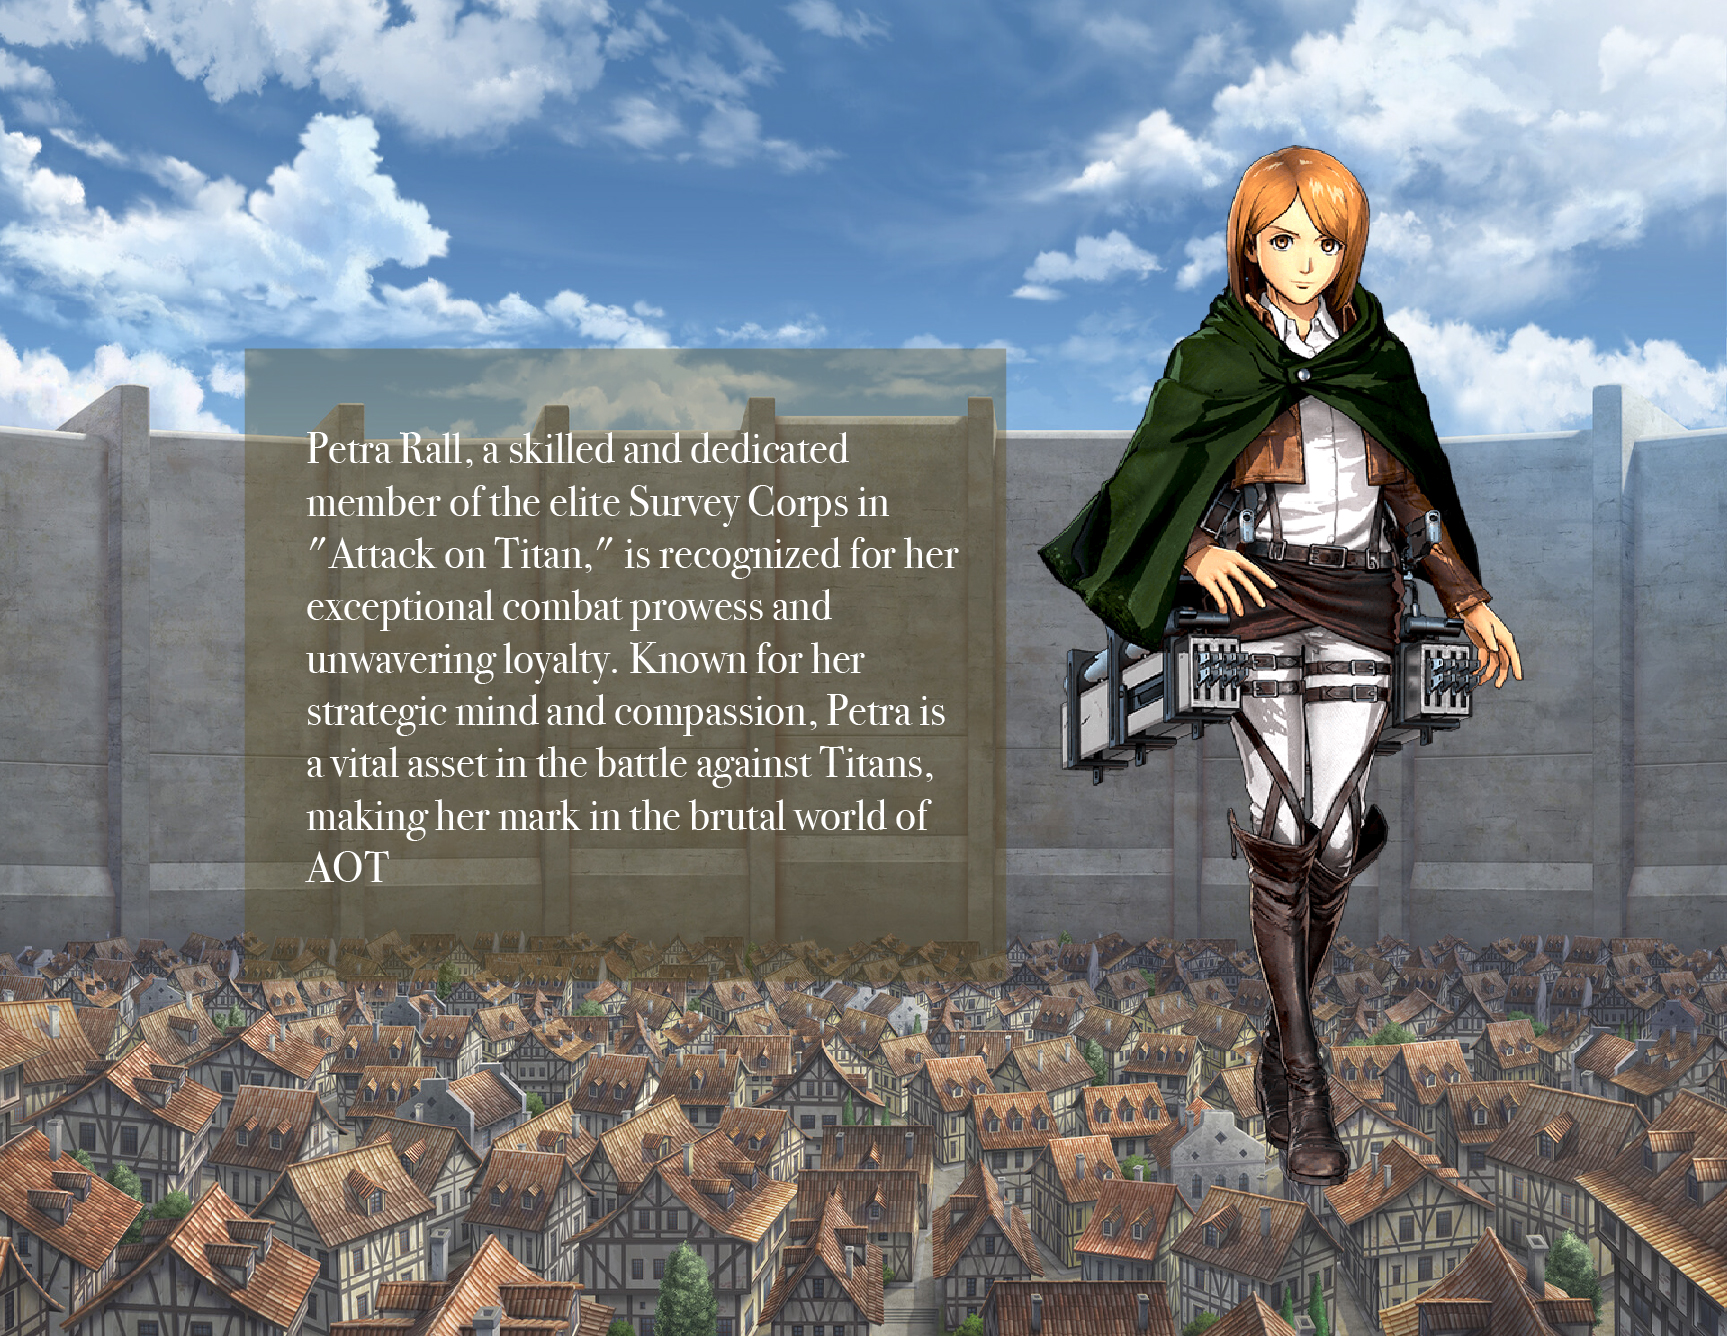 Petra Rall, a skilled and dedicated
member of the elite Survey Corps in
"Attack on Titan," is recognized for her
exceptional combat prowess and
unwavering loyalty. Known for her
strategic mind and compassion, Petra is
a vital asset in the battle against Titans,
making her mark in the brutal world of
AOT